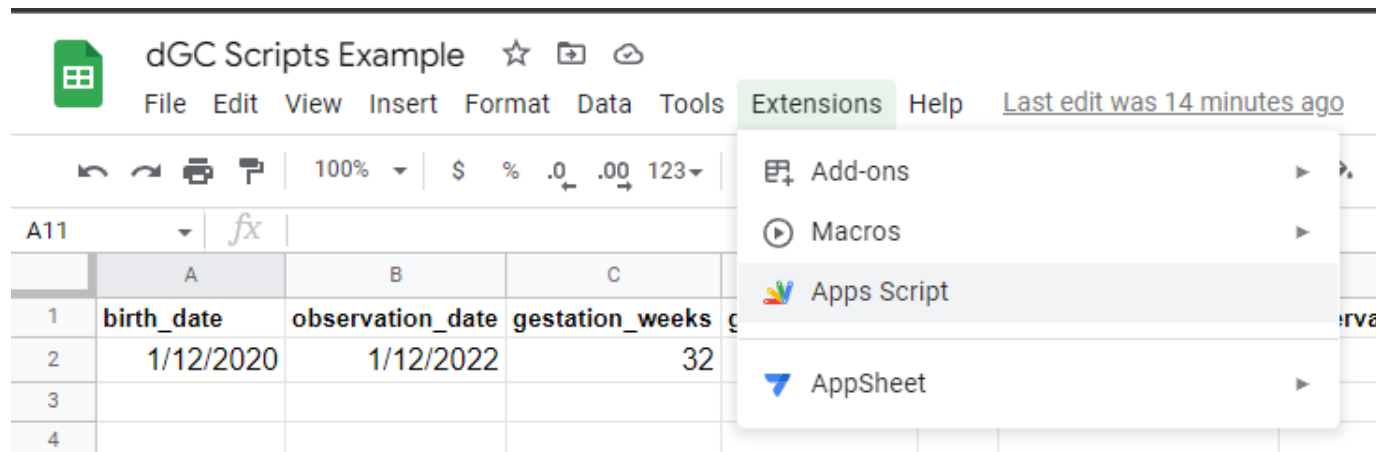 dGC Scripts Example
File Edit View Insert Format Data Tools Extensions Help Last edit was 14 minutes ago
100% $ % .0 .00 123
Add-ons
Macros
Apps Script
AppSheet
A11 fx
A B C
1 birth_date observation_date gestation_weeks
2 1/12/2020 1/12/2022 32
3
4